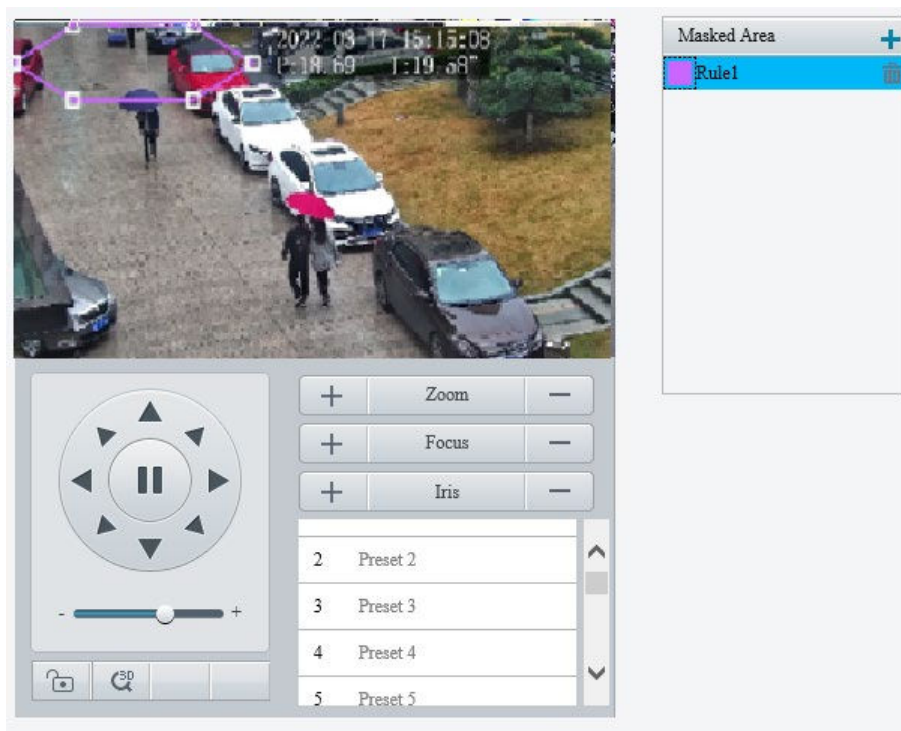 2022-03-17 15:15:08
Masked Area +
Rule1
+ Zoom —
+ Focus —
+ Iris —
2 Preset 2
3 Preset 3
4 Preset 4
- +
3D
5 Preset 5